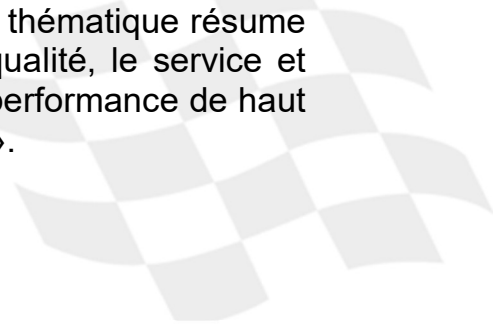 thématique résume
qualité, le service et
performance de haut
».